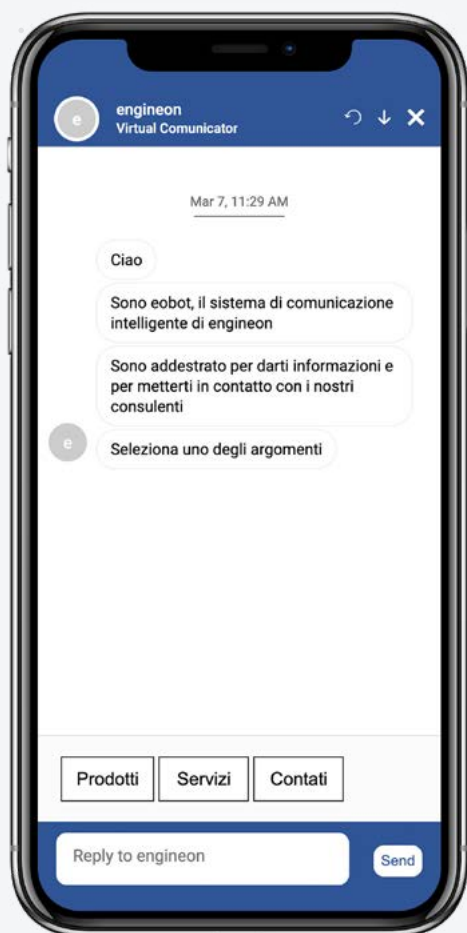 e
engineon
Virtual Comunicator
Mar 7, 11:29 AM
Ciao
Sono eobot, il sistema di comunicazione
intelligente di engineon
Sono addestrato per darti informazioni e
per metterti in contatto con i nostri
consulenti
e
Seleziona uno degli argomenti
Prodotti
Servizi
Contati
Reply to engineon
Send